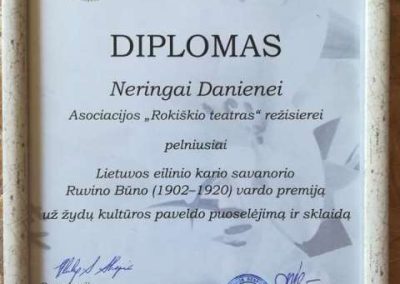 DIPLOMAS
Neringai Danienei
Asociacijos „Rokiškio teatras“ režisierei
pelniusiai
Lietuvos eilinio kario savanorio
Ruvino Būno (1902–1920) vardo premiją
už žydų kultūros paveldo puoselėjimą ir sklaidą